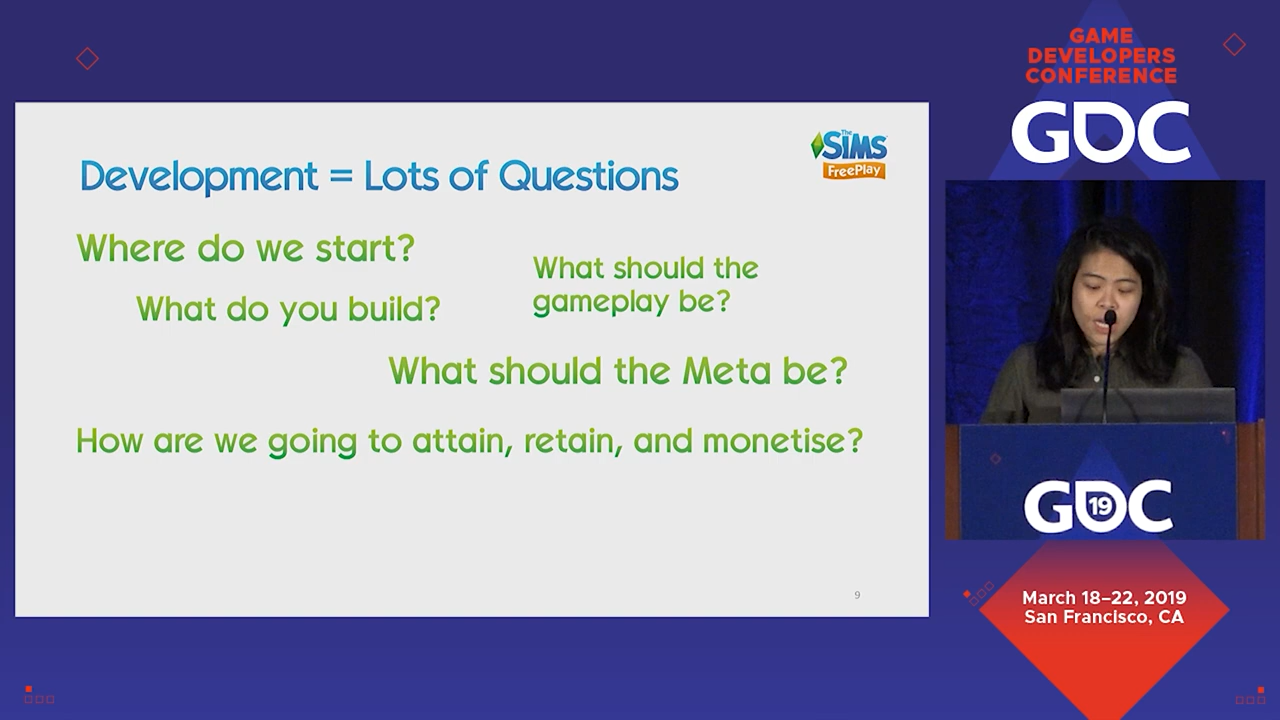 GAME
DEVELOPERS
CONFERENCE
GDC
The
SIMS
FreePlay
Development = Lots of Questions
Where do we start?
What should the
gameplay be?
What do you build?
What should the Meta be?
How are we going to attain, retain, and monetise?
9
GDC
19
March 18–22, 2019
San Francisco, CA